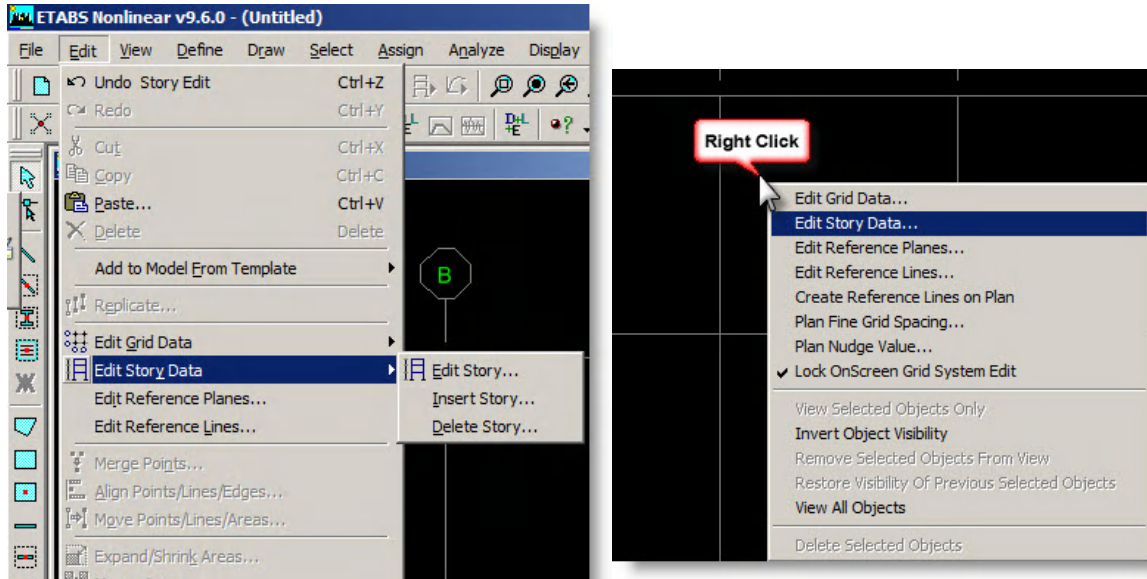 ETABS Nonlinear v9.6.0 - (Untitled)
File Edit View Define Draw Select Assign Analyze Display
Undo Story Edit Ctrl+Z
Redo Ctrl+Y
Cut Ctrl+X
Copy Ctrl+C
Paste... Ctrl+V
Delete Delete
Add to Model From Template
Replicate...
Edit Grid Data
Edit Story Data
Edit Reference Planes...
Edit Reference Lines...
Merge Points...
Align Points/Lines/Edges...
Move Points/Lines/Areas...
Expand/Shrink Areas...
Edit Story...
Insert Story...
Delete Story...
D+L
+E
B
Right Click
Edit Grid Data...
Edit Story Data...
Edit Reference Planes...
Edit Reference Lines...
Create Reference Lines on Plan
Plan Fine Grid Spacing...
Plan Nudge Value...
Lock OnScreen Grid System Edit
View Selected Objects Only
Invert Object Visibility
Remove Selected Objects From View
Restore Visibility Of Previous Selected Objects
View All Objects
Delete Selected Objects